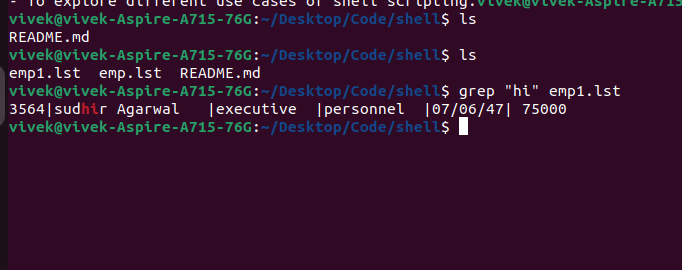 - To explore different use cases of shell scripting.vivek@vivek-Aspire-A715
vivek@vivek-Aspire-A715-76G:~/Desktop/Code/shell$ ls
README.md
vivek@vivek-Aspire-A715-76G:~/Desktop/Code/shell$ ls
emp1.lst  emp.lst  README.md
vivek@vivek-Aspire-A715-76G:~/Desktop/Code/shell$ grep "hi" emp1.lst
3564|sudhir Agarwal   |executive  |personnel  |07/06/47| 75000
vivek@vivek-Aspire-A715-76G:~/Desktop/Code/shell$